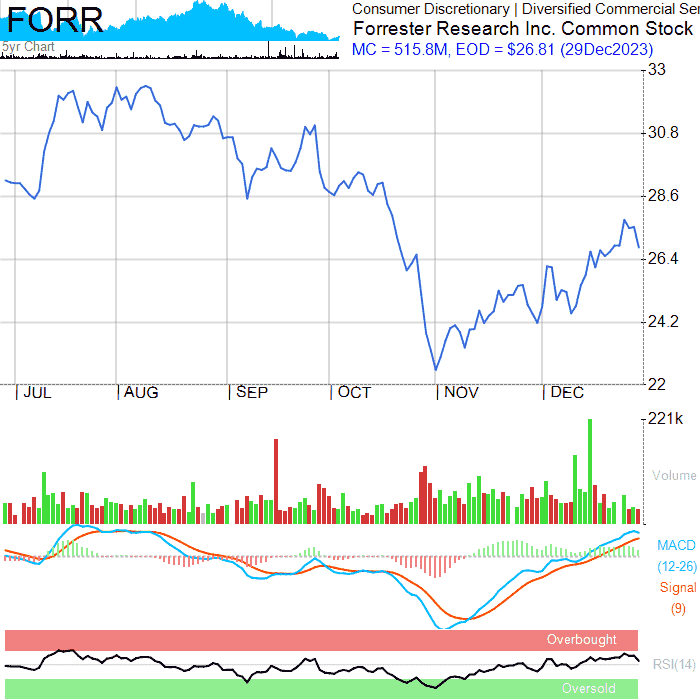 FORR
5yr Chart
Consumer Discretionary | Diversified Commercial Ser
Forrester Research Inc. Common Stock
MC = 515.8M, EOD = $26.81 (29Dec2023)
33
30.8
28.6
26.4
24.2
22
JUL AUG SEP OCT NOV DEC
221k
Volume
MACD
(12-26)
Signal
(9)
Overbought
RSI(14)
Oversold